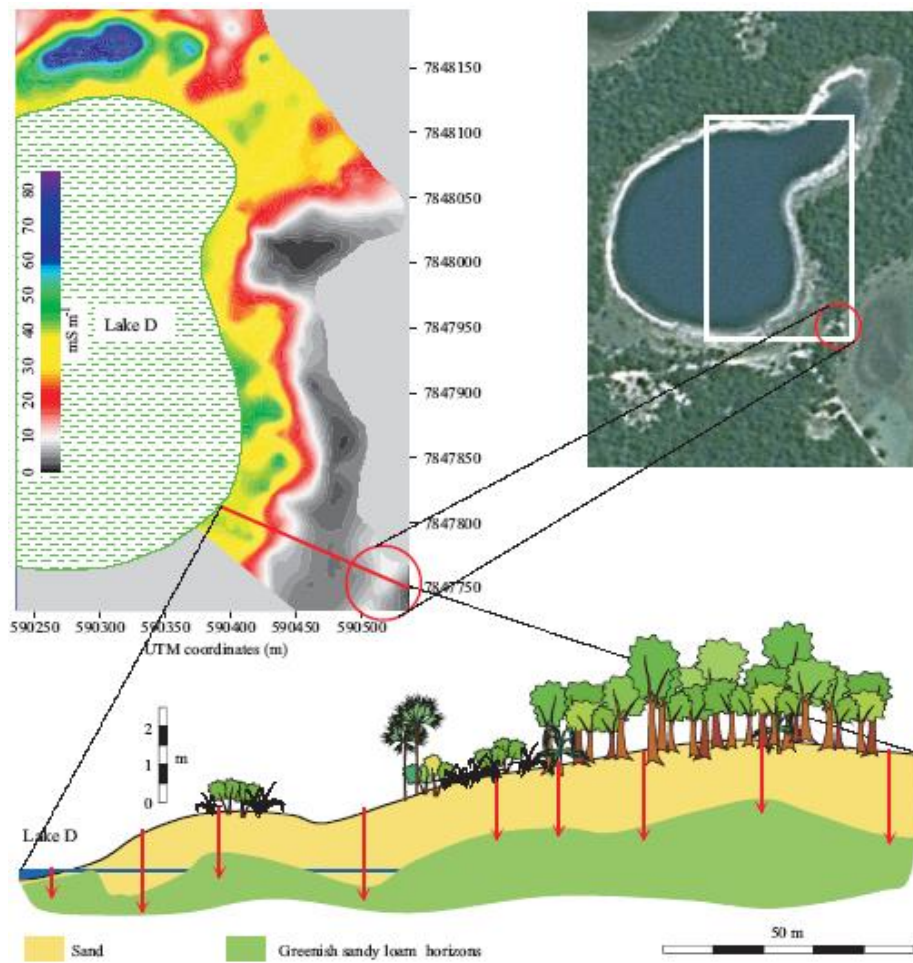 7848150
7848100
7848050
7848000
7847950
7847900
7847850
7847800
7847750
80
70
60
50
40
30
20
10
0
mS m⁻¹
Lake D
590250 590300 590350 590400 590450 590500
UTM coordinates (m)
2
1
0
m
Lake D
Sand
Greenish sandy loam horizons
50 m